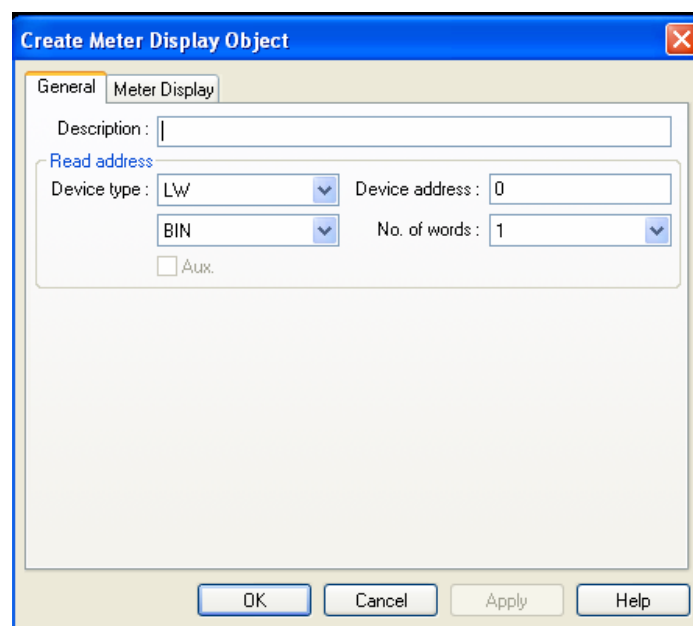 Create Meter Display Object
General Meter Display
Description :
Read address
Device type : LW Device address : 0
BIN No. of words : 1
Aux.
OK Cancel Apply Help